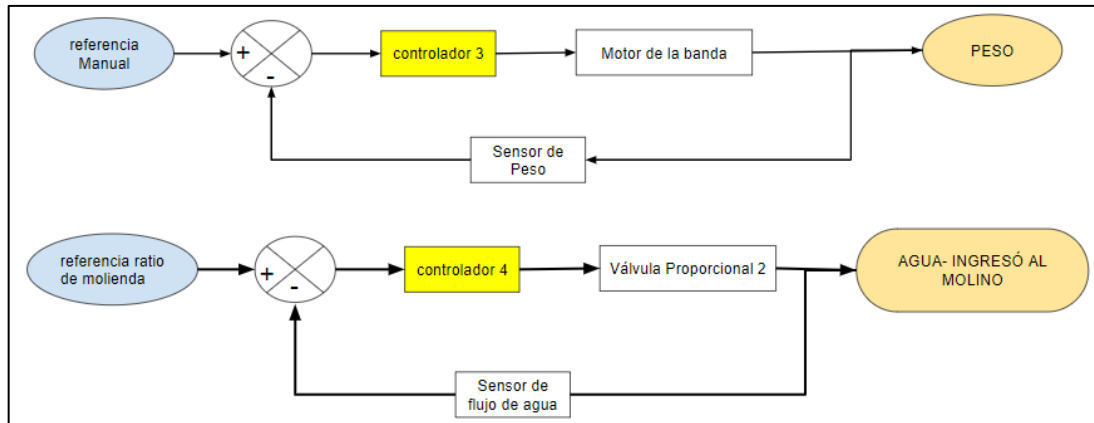 referencia
Manual
+
-
controlador 3
Motor de la banda
PESO
Sensor de
Peso
referencia ratio
de molienda
+
-
controlador 4
Válvula Proporcional 2
AGUA- INGRESÓ AL
MOLINO
Sensor de
flujo de agua